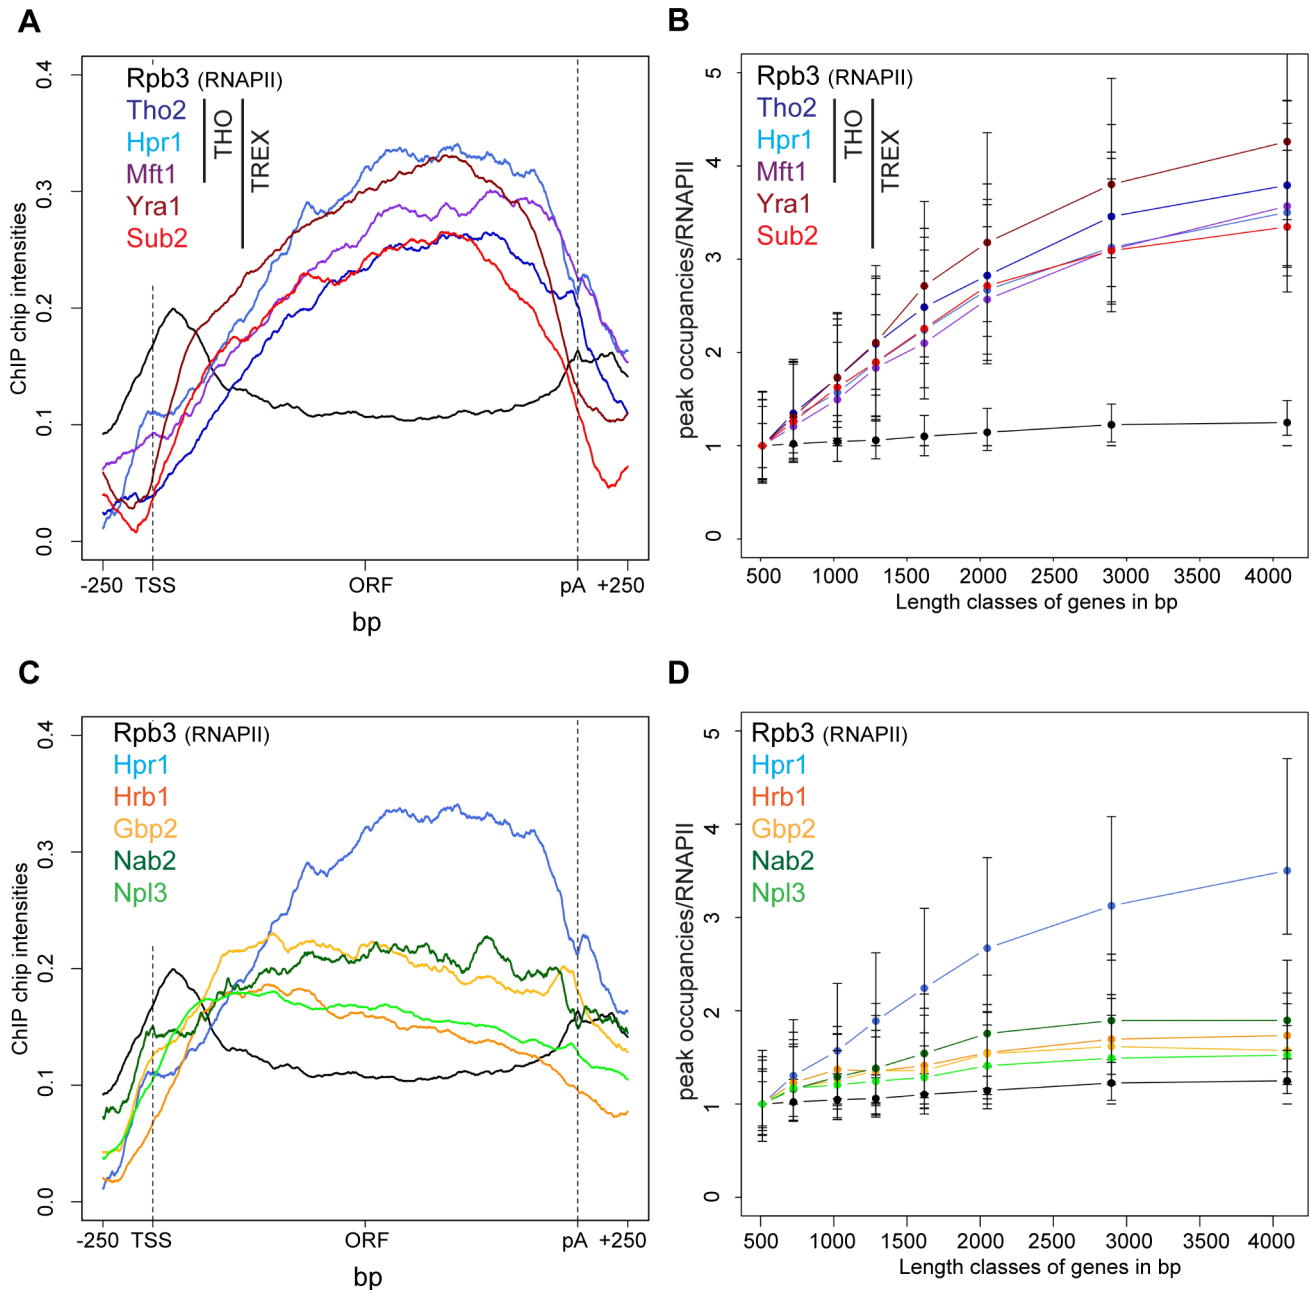 A
0.4
0.3
0.2
0.1
0.0
ChIP chip intensities
Rpb3 (RNAPII)
Tho2
Hpr1
Mft1
Yra1
Sub2
THO
TREX
-250 TSS ORF pA +250
bp
B
5
4
3
2
1
0
peak occupancies/RNAPII
Rpb3 (RNAPII)
Tho2
Hpr1
Mft1
Yra1
Sub2
THO
TREX
500 1000 1500 2000 2500 3000 3500 4000
Length classes of genes in bp
C
0.4
0.3
0.2
0.1
0.0
ChIP chip intensities
Rpb3 (RNAPII)
Hpr1
Hrb1
Gbp2
Nab2
Npl3
-250 TSS ORF pA +250
bp
D
5
4
3
2
1
0
peak occupancies/RNAPII
Rpb3 (RNAPII)
Hpr1
Hrb1
Gbp2
Nab2
Npl3
500 1000 1500 2000 2500 3000 3500 4000
Length classes of genes in bp